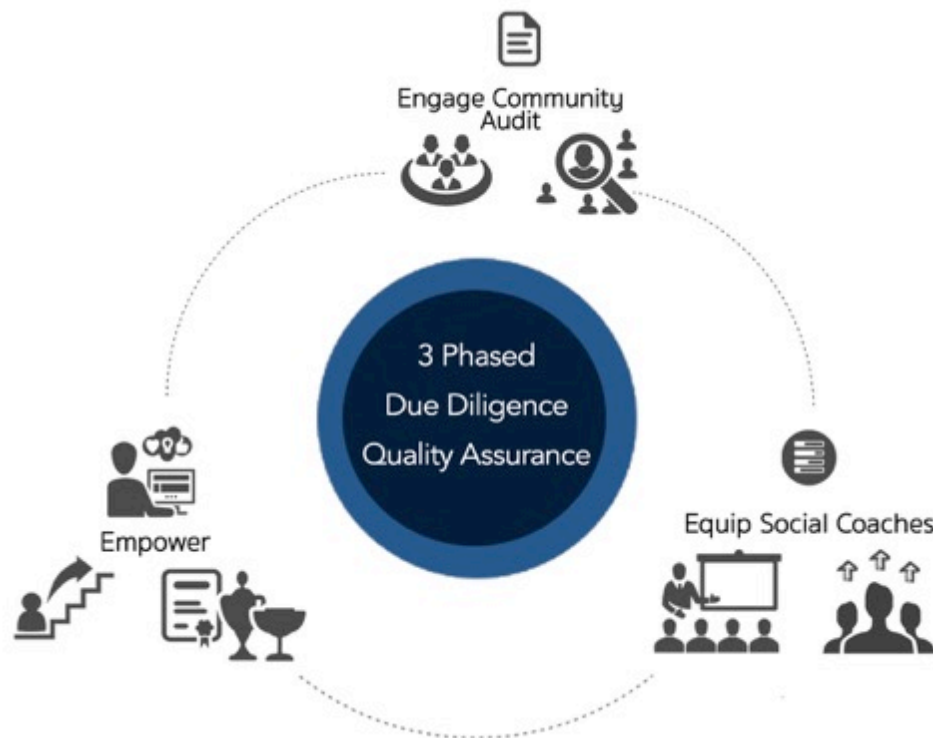 Engage Community
Audit
3 Phased
Due Diligence
Quality Assurance
Empower
Equip Social Coaches